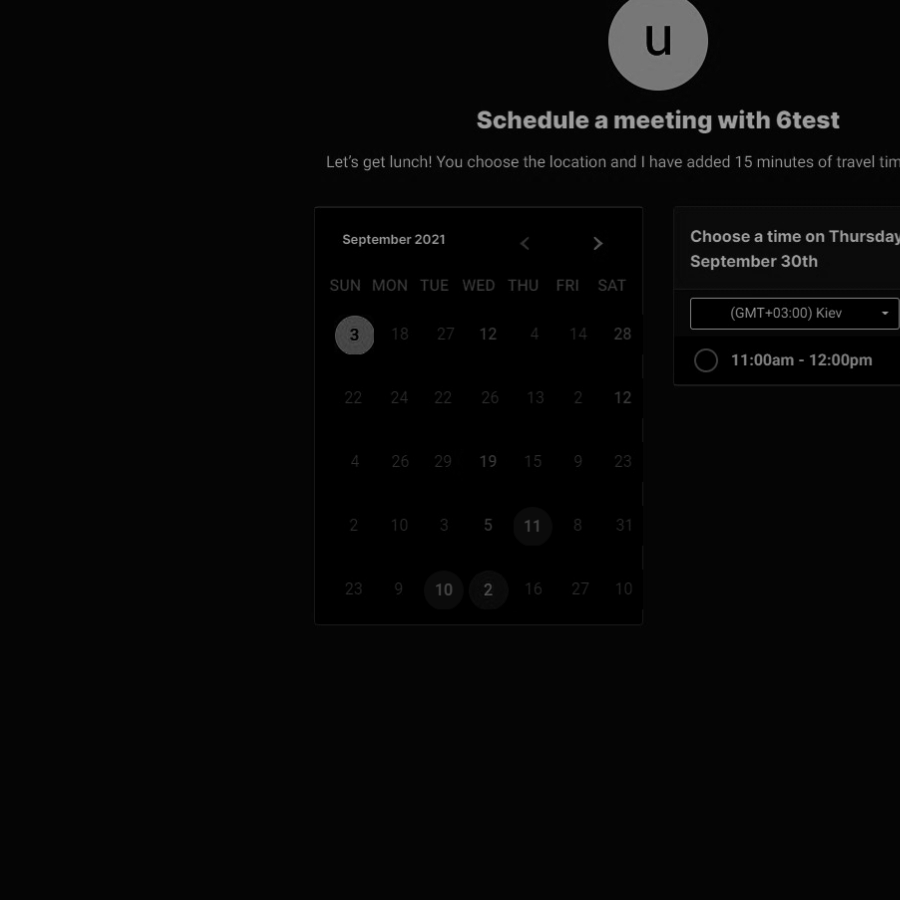 u
Schedule a meeting with 6test
Let's get lunch! You choose the location and I have added 15 minutes of travel
September 2021
SUN MON TUE WED THU FRI SAT
3 18 27 12 4 14 28
22 24 22 26 13 2 12
4 26 29 19 15 9 23
2 10 3 5 11 8 31
23 9 10 2 16 27 10
Choose a time on Thursday
September 30th
(GMT+03:00) Kiev
11:00am - 12:00pm